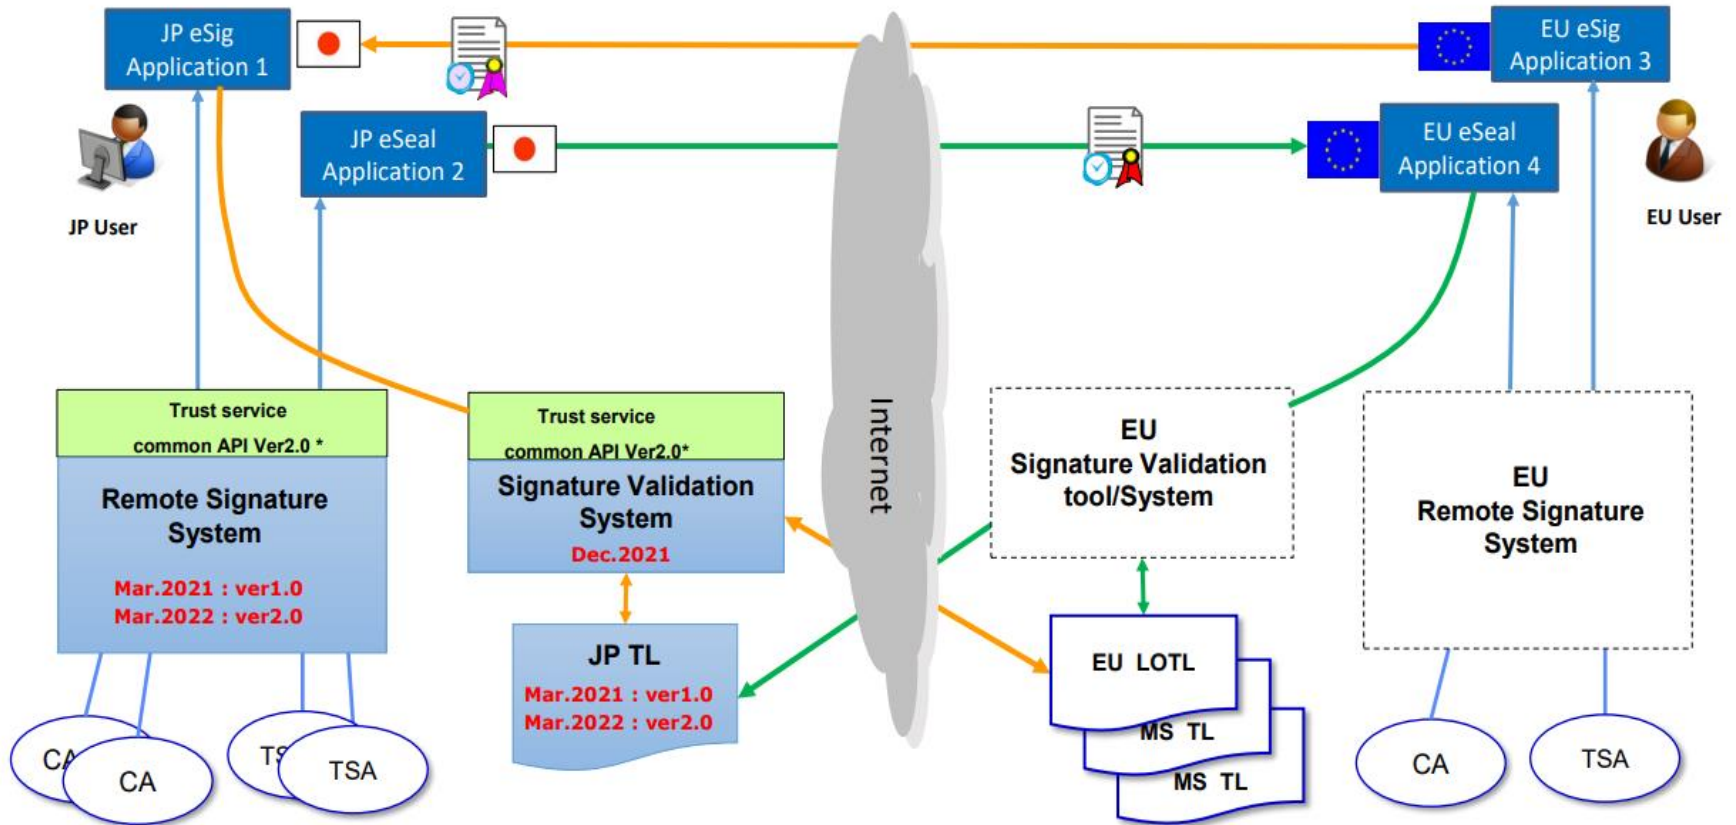 JP eSig
Application 1
EU eSig
Application 3
JP eSeal
Application 2
EU eSeal
Application 4
JP User
EU User
Internet
Trust service
common API Ver2.0 *
Remote Signature
System
Mar.2021 : ver1.0
Mar.2022 : ver2.0
Trust service
common API Ver2.0*
Signature Validation
System
Dec.2021
JP TL
Mar.2021 : ver1.0
Mar.2022 : ver2.0
EU
Signature Validation
tool/System
EU
Remote Signature
System
EU LOTL
MS TL
MS TL
CA
CA
TS
TSA
CA
TSA